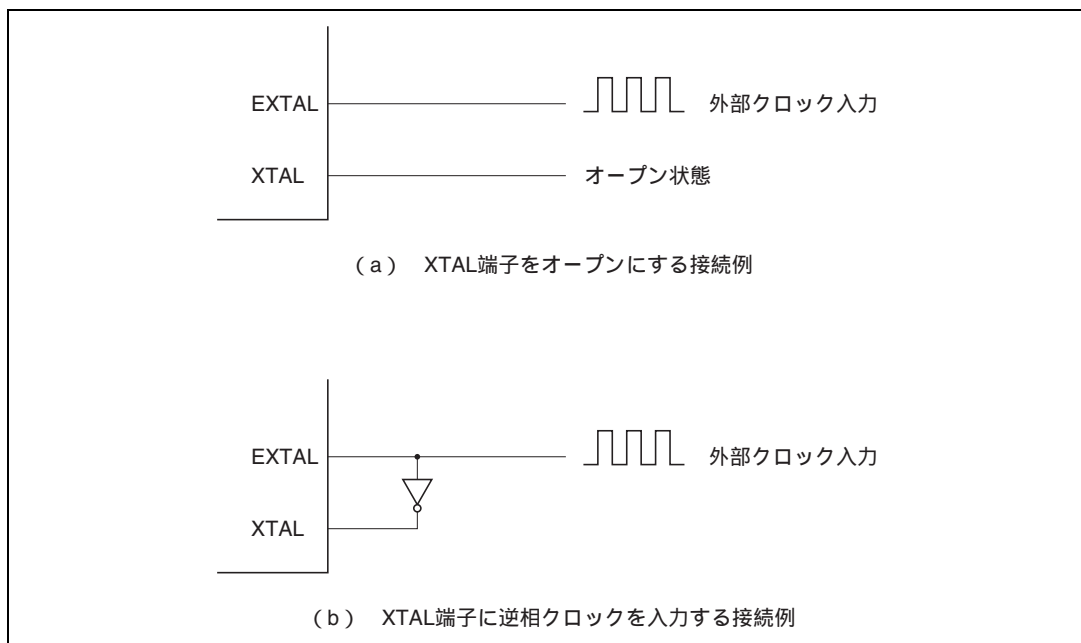 EXTAL 外部クロック入力
XTAL オープン状態
(a) XTAL端子をオープンにする接続例
EXTAL 外部クロック入力
XTAL
(b) XTAL端子に逆相クロックを入力する接続例